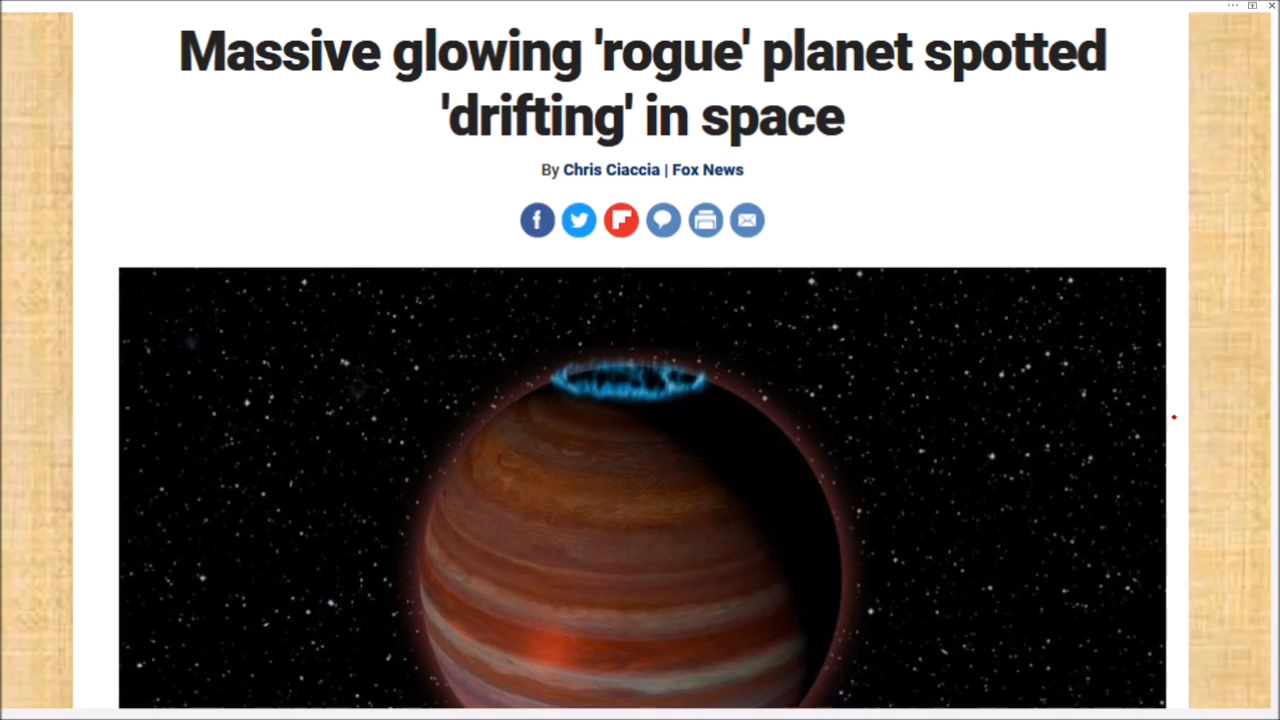 Massive glowing 'rogue' planet spotted
'drifting' in space
By Chris Ciaccia | Fox News